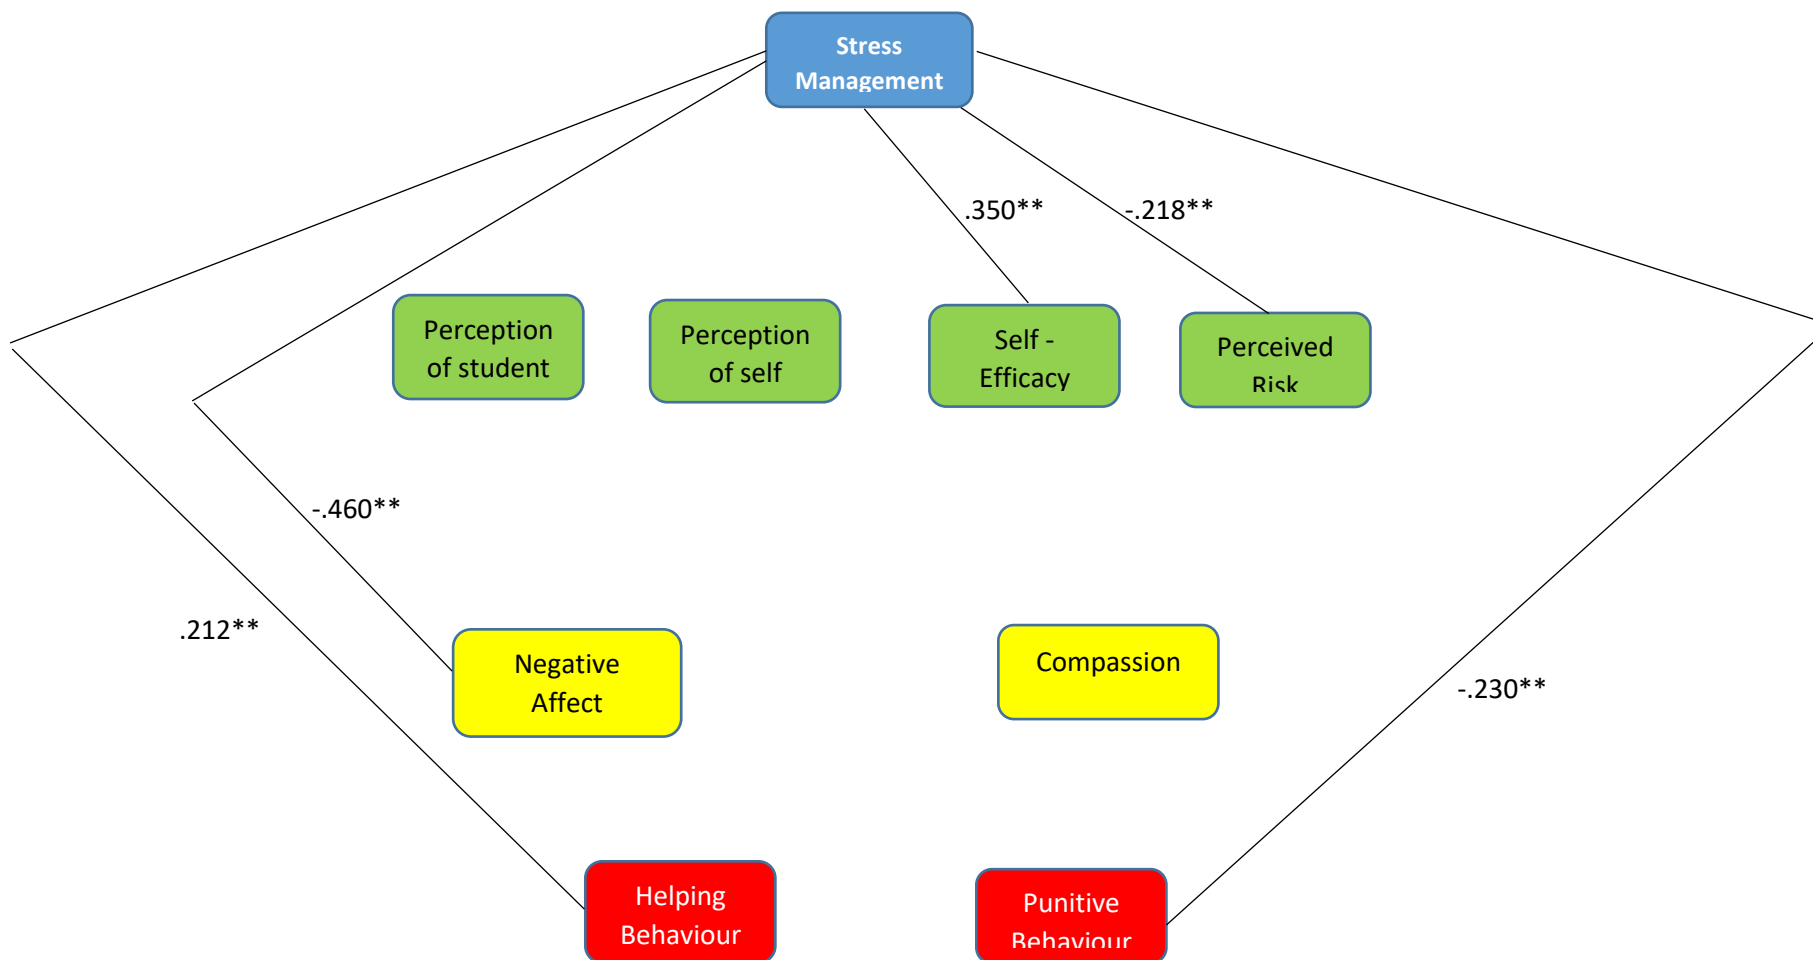 Stress
Management
.350**
-.218**
Perception
of student
Perception
of self
Self -
Efficacy
Perceived
Risk
-.460**
.212**
Negative
Affect
Compassion
-.230**
Helping
Behaviour
Punitive
Behaviour